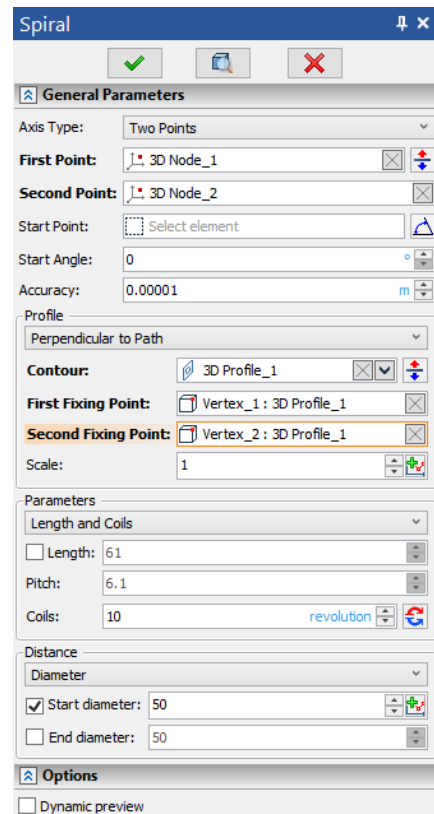 Spiral
General Parameters
Axis Type: Two Points
First Point: 3D Node_1
Second Point: 3D Node_2
Start Point: Select element
Start Angle: 0 °
Accuracy: 0.00001 m
Profile
Perpendicular to Path
Contour: 3D Profile_1
First Fixing Point: Vertex_1 : 3D Profile_1
Second Fixing Point: Vertex_2 : 3D Profile_1
Scale: 1
Parameters
Length and Coils
Length: 61
Pitch: 6.1
Coils: 10 revolution
Distance
Diameter
Start diameter: 50
End diameter: 50
Options
Dynamic preview